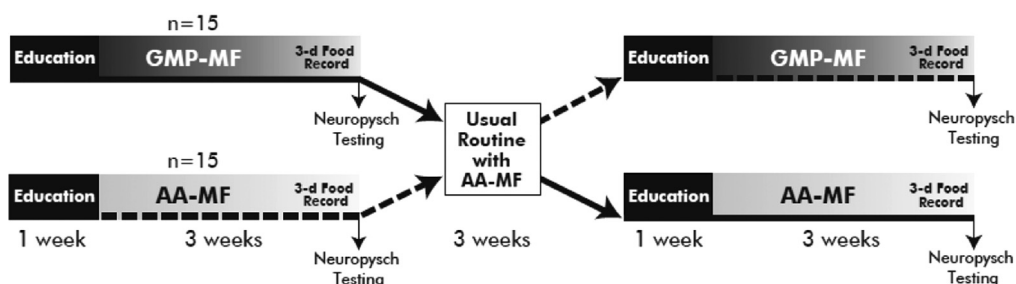 n=15
Education
GMP-MF
3-d Food
Record
Neuropysch
Testing
n=15
Education
AA-MF
3-d Food
Record
1 week
3 weeks
Neuropysch
Testing
Usual
Routine
with
AA-MF
3 weeks
Education
GMP-MF
3-d Food
Record
Neuropysch
Testing
Education
AA-MF
3-d Food
Record
1 week
3 weeks
Neuropysch
Testing